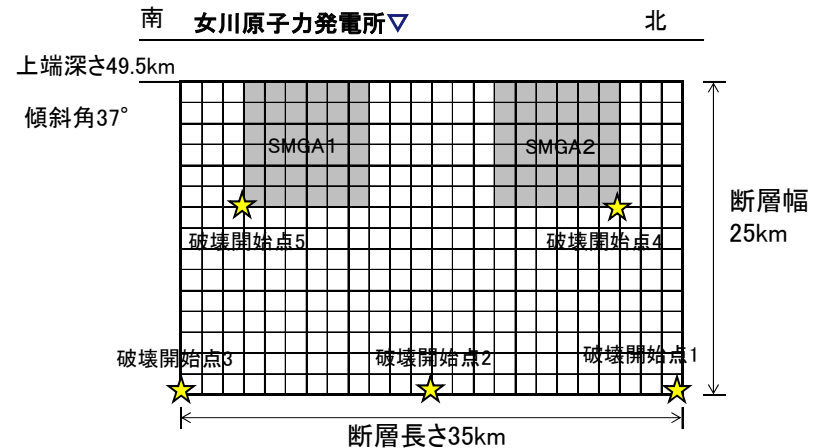 南
女川原子力発電所▽
北
上端深さ49.5km
傾斜角37°
SMGA1
SMGA2
断層幅
25km
破壊開始点5
破壊開始点4
破壊開始点3
破壊開始点2
破壊開始点1
断層長さ35km